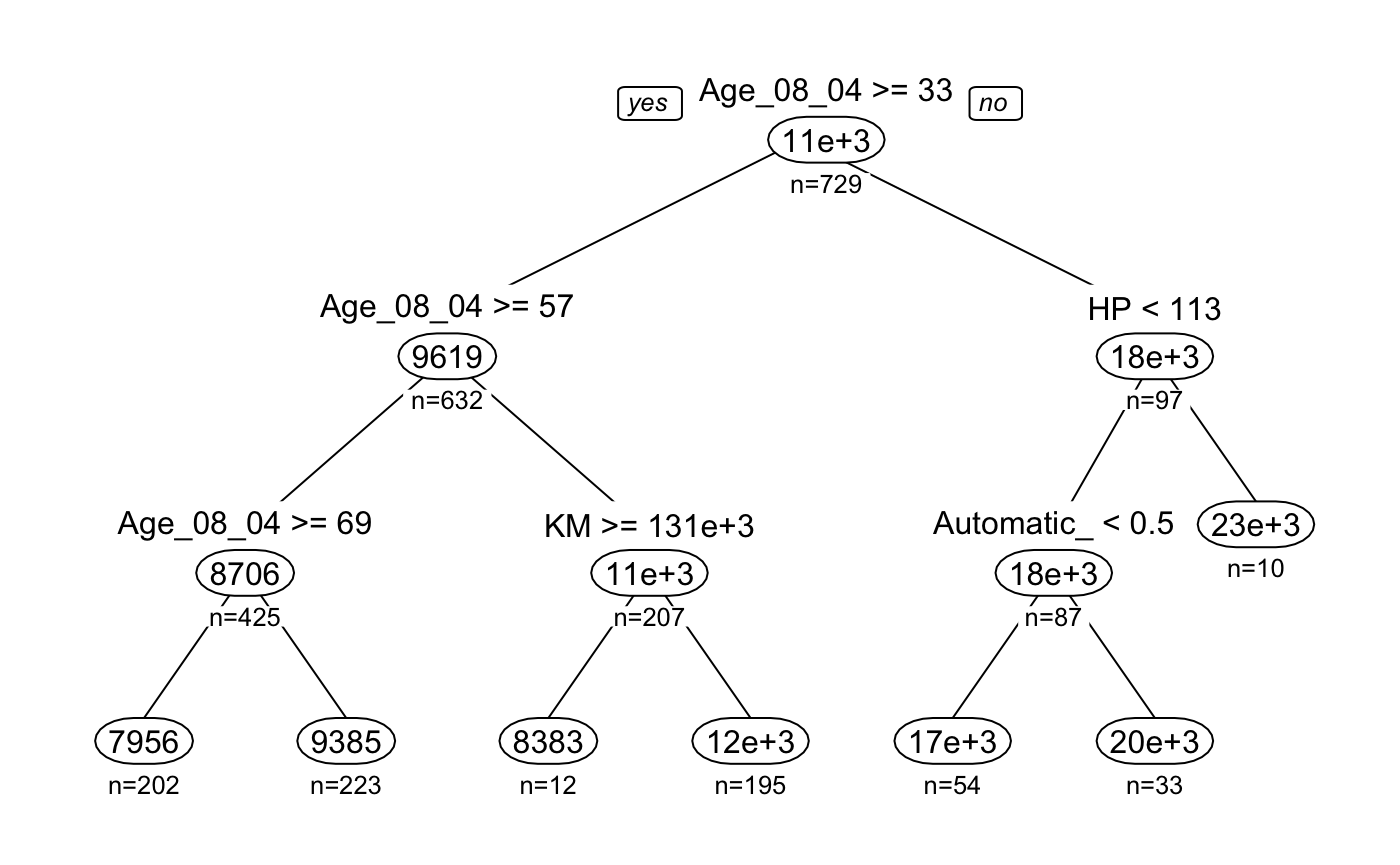 yes Age_08_04 >= 33 no
11e+3
n=729
Age_08_04 >= 57 HP < 113
9619 18e+3
n=632 n=97
Age_08_04 >= 69 KM >= 131e+3 Automatic_ < 0.5 23e+3
8706 11e+3 18e+3 n=10
n=425 n=207 n=87
7956 9385 8383 12e+3 17e+3 20e+3
n=202 n=223 n=12 n=195 n=54 n=33